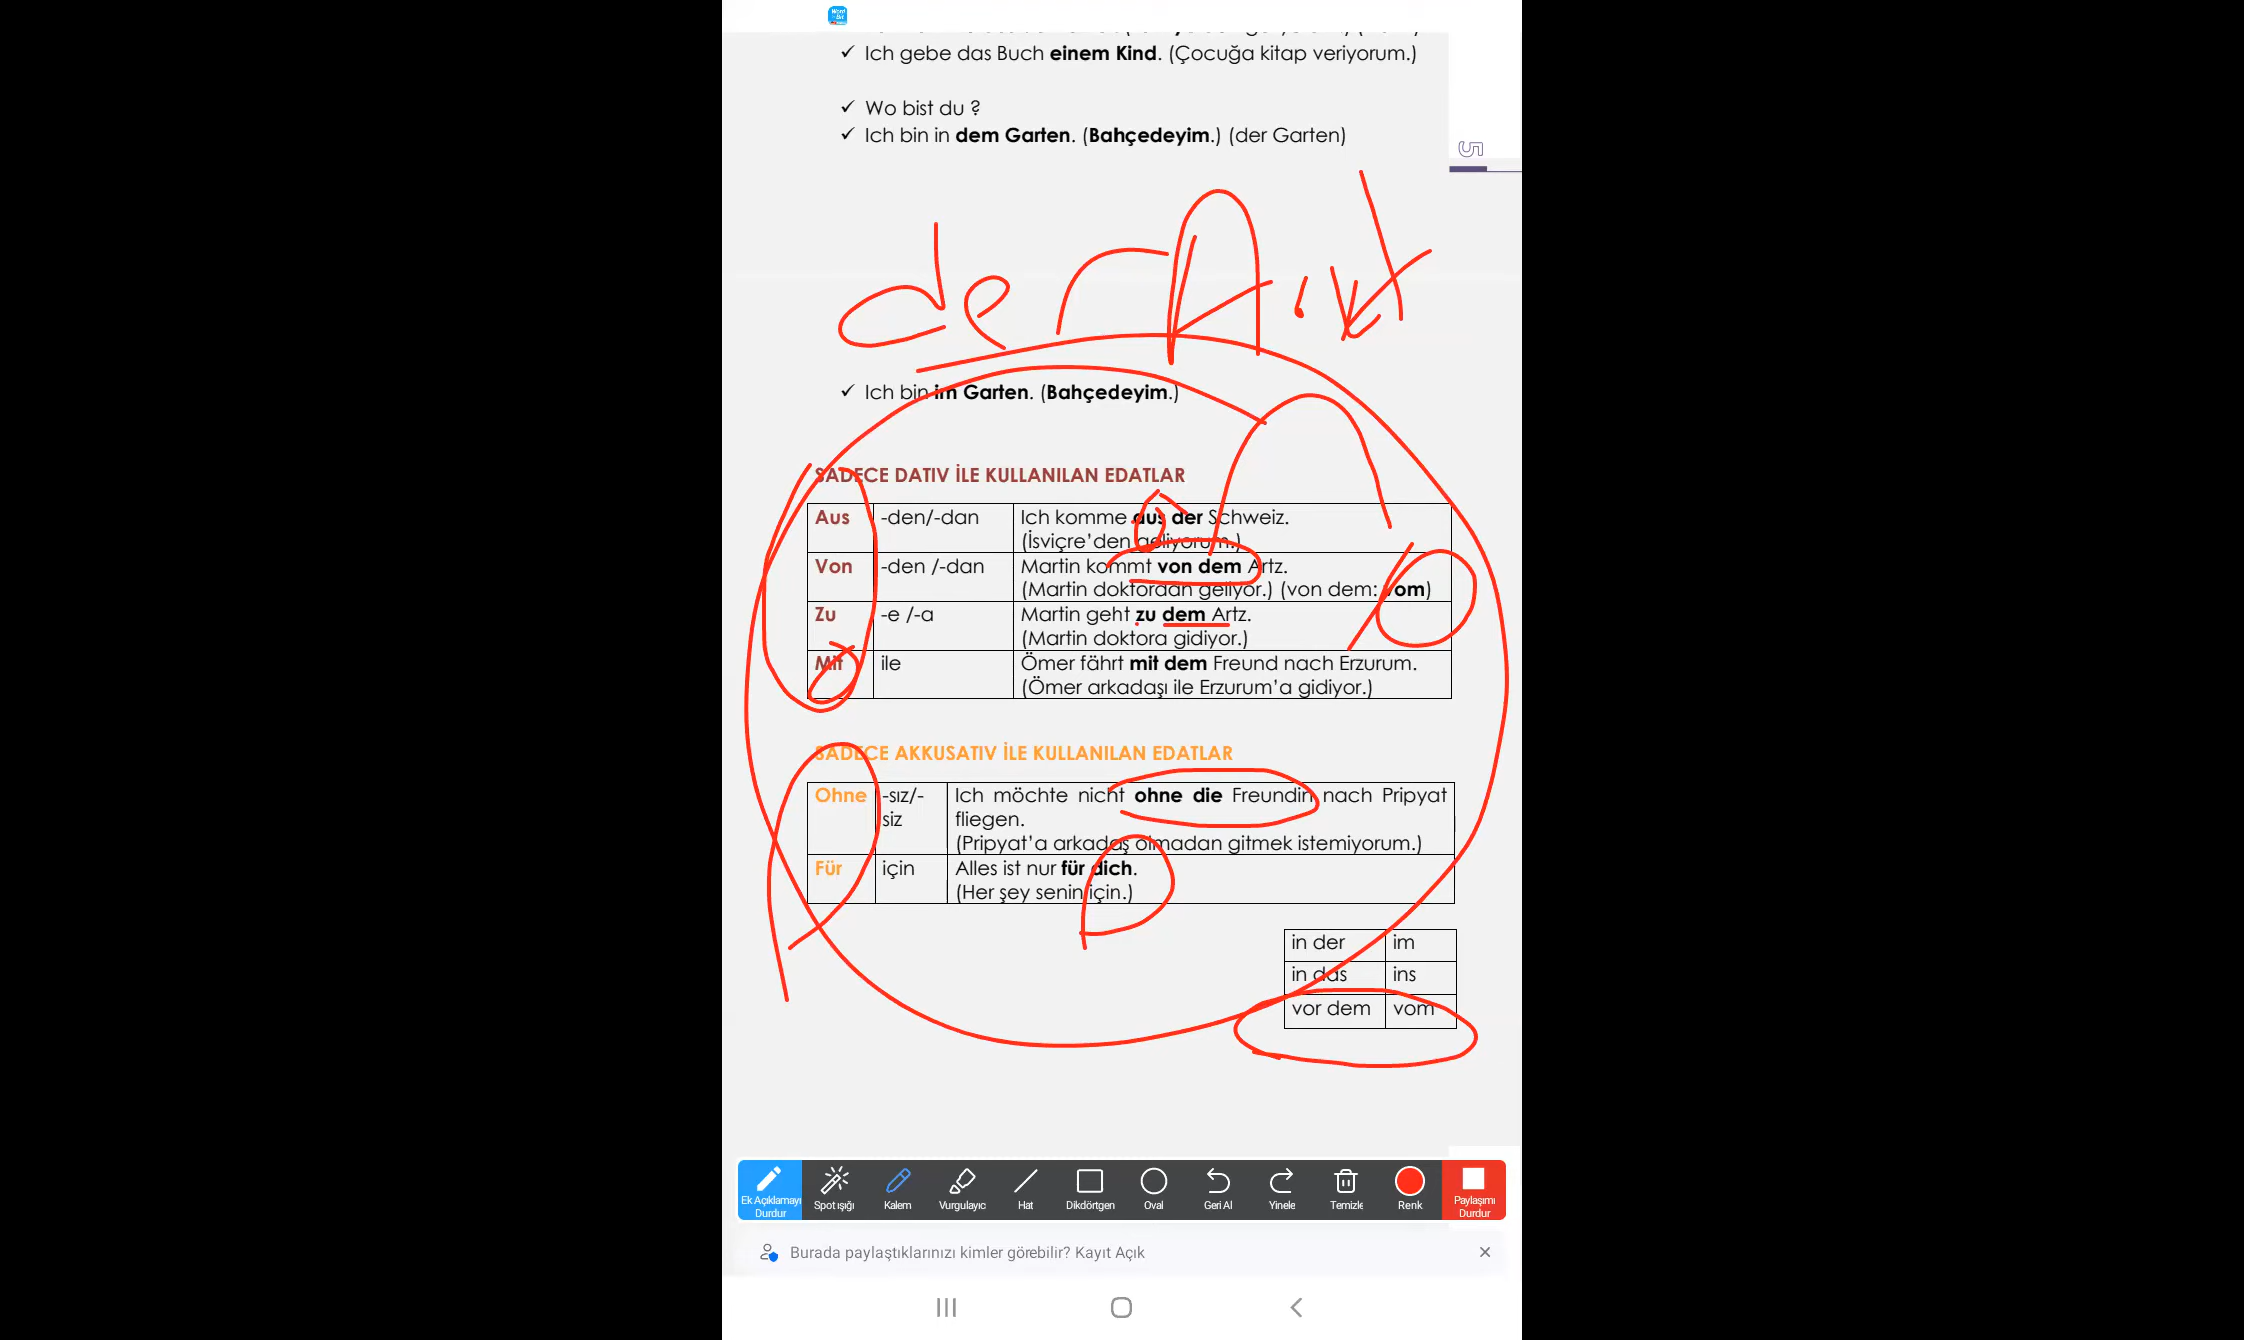 ✓ Ich gebe das Buch einem Kind. (Çocuğa kitap veriyorum.)
✓ Wo bist du ?
✓ Ich bin in dem Garten. (Bahçedeyim.) (der Garten)
5
der
✓ Ich bin im Garten. (Bahçedeyim.)
SADECE DATIV İLE KULLANILAN EDATLAR
Aus -den/-dan Ich komme aus der Schweiz.
(İsviçre’den geliyorum.)
Von -den /-dan Martin kommt von dem Artz.
(Martin doktordan geliyor.) (von dem: vom)
Zu -e /-a Martin geht zu dem Artz.
(Martin doktora gidiyor.)
Mit ile Ömer fährt mit dem Freund nach Erzurum.
(Ömer arkadaşı ile Erzurum’a gidiyor.)
SADECE AKKUSATIV İLE KULLANILAN EDATLAR
Ohne -sız/- Ich möchte nicht ohne die Freundin nach Pripyat
siz fliegen.
(Pripyat’a arkadaş olmadan gitmek istemiyorum.)
Für için Alles ist nur für dich.
(Her şey senin için.)
in der im
in das ins
vor dem vom
Ek Açıklamayı Durdur
Spot ışığı Kalem Vurgulayıc Hat Dikdörtgen Oval Geri Al Yinele Temizle Renk
Paylaşımı Durdur
Burada paylaştıklarınızı kimler görebilir? Kayıt Açık